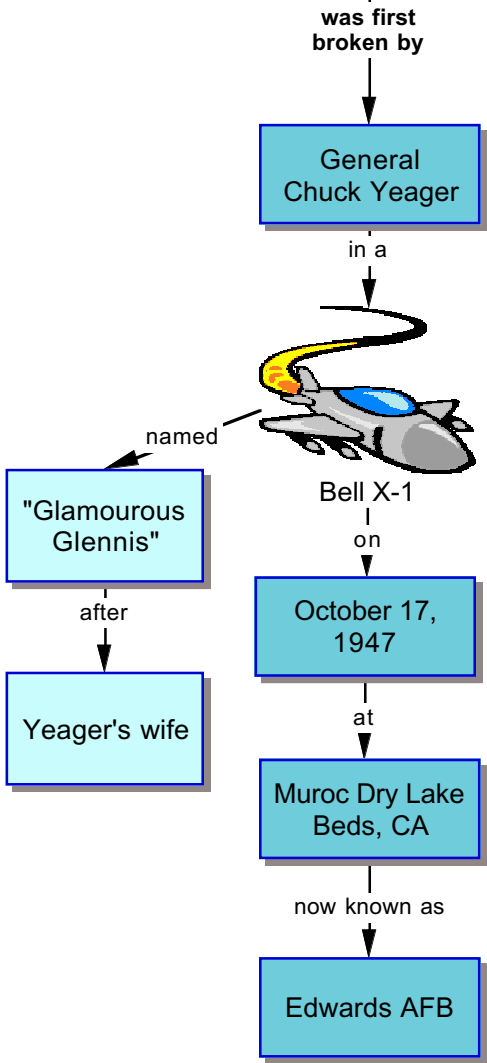 was first
broken by
General
Chuck Yeager
in a
Bell X-1
named
"Glamourous
Glennis"
after
Yeager's wife
on
October 17,
1947
at
Muroc Dry Lake
Beds, CA
now known as
Edwards AFB